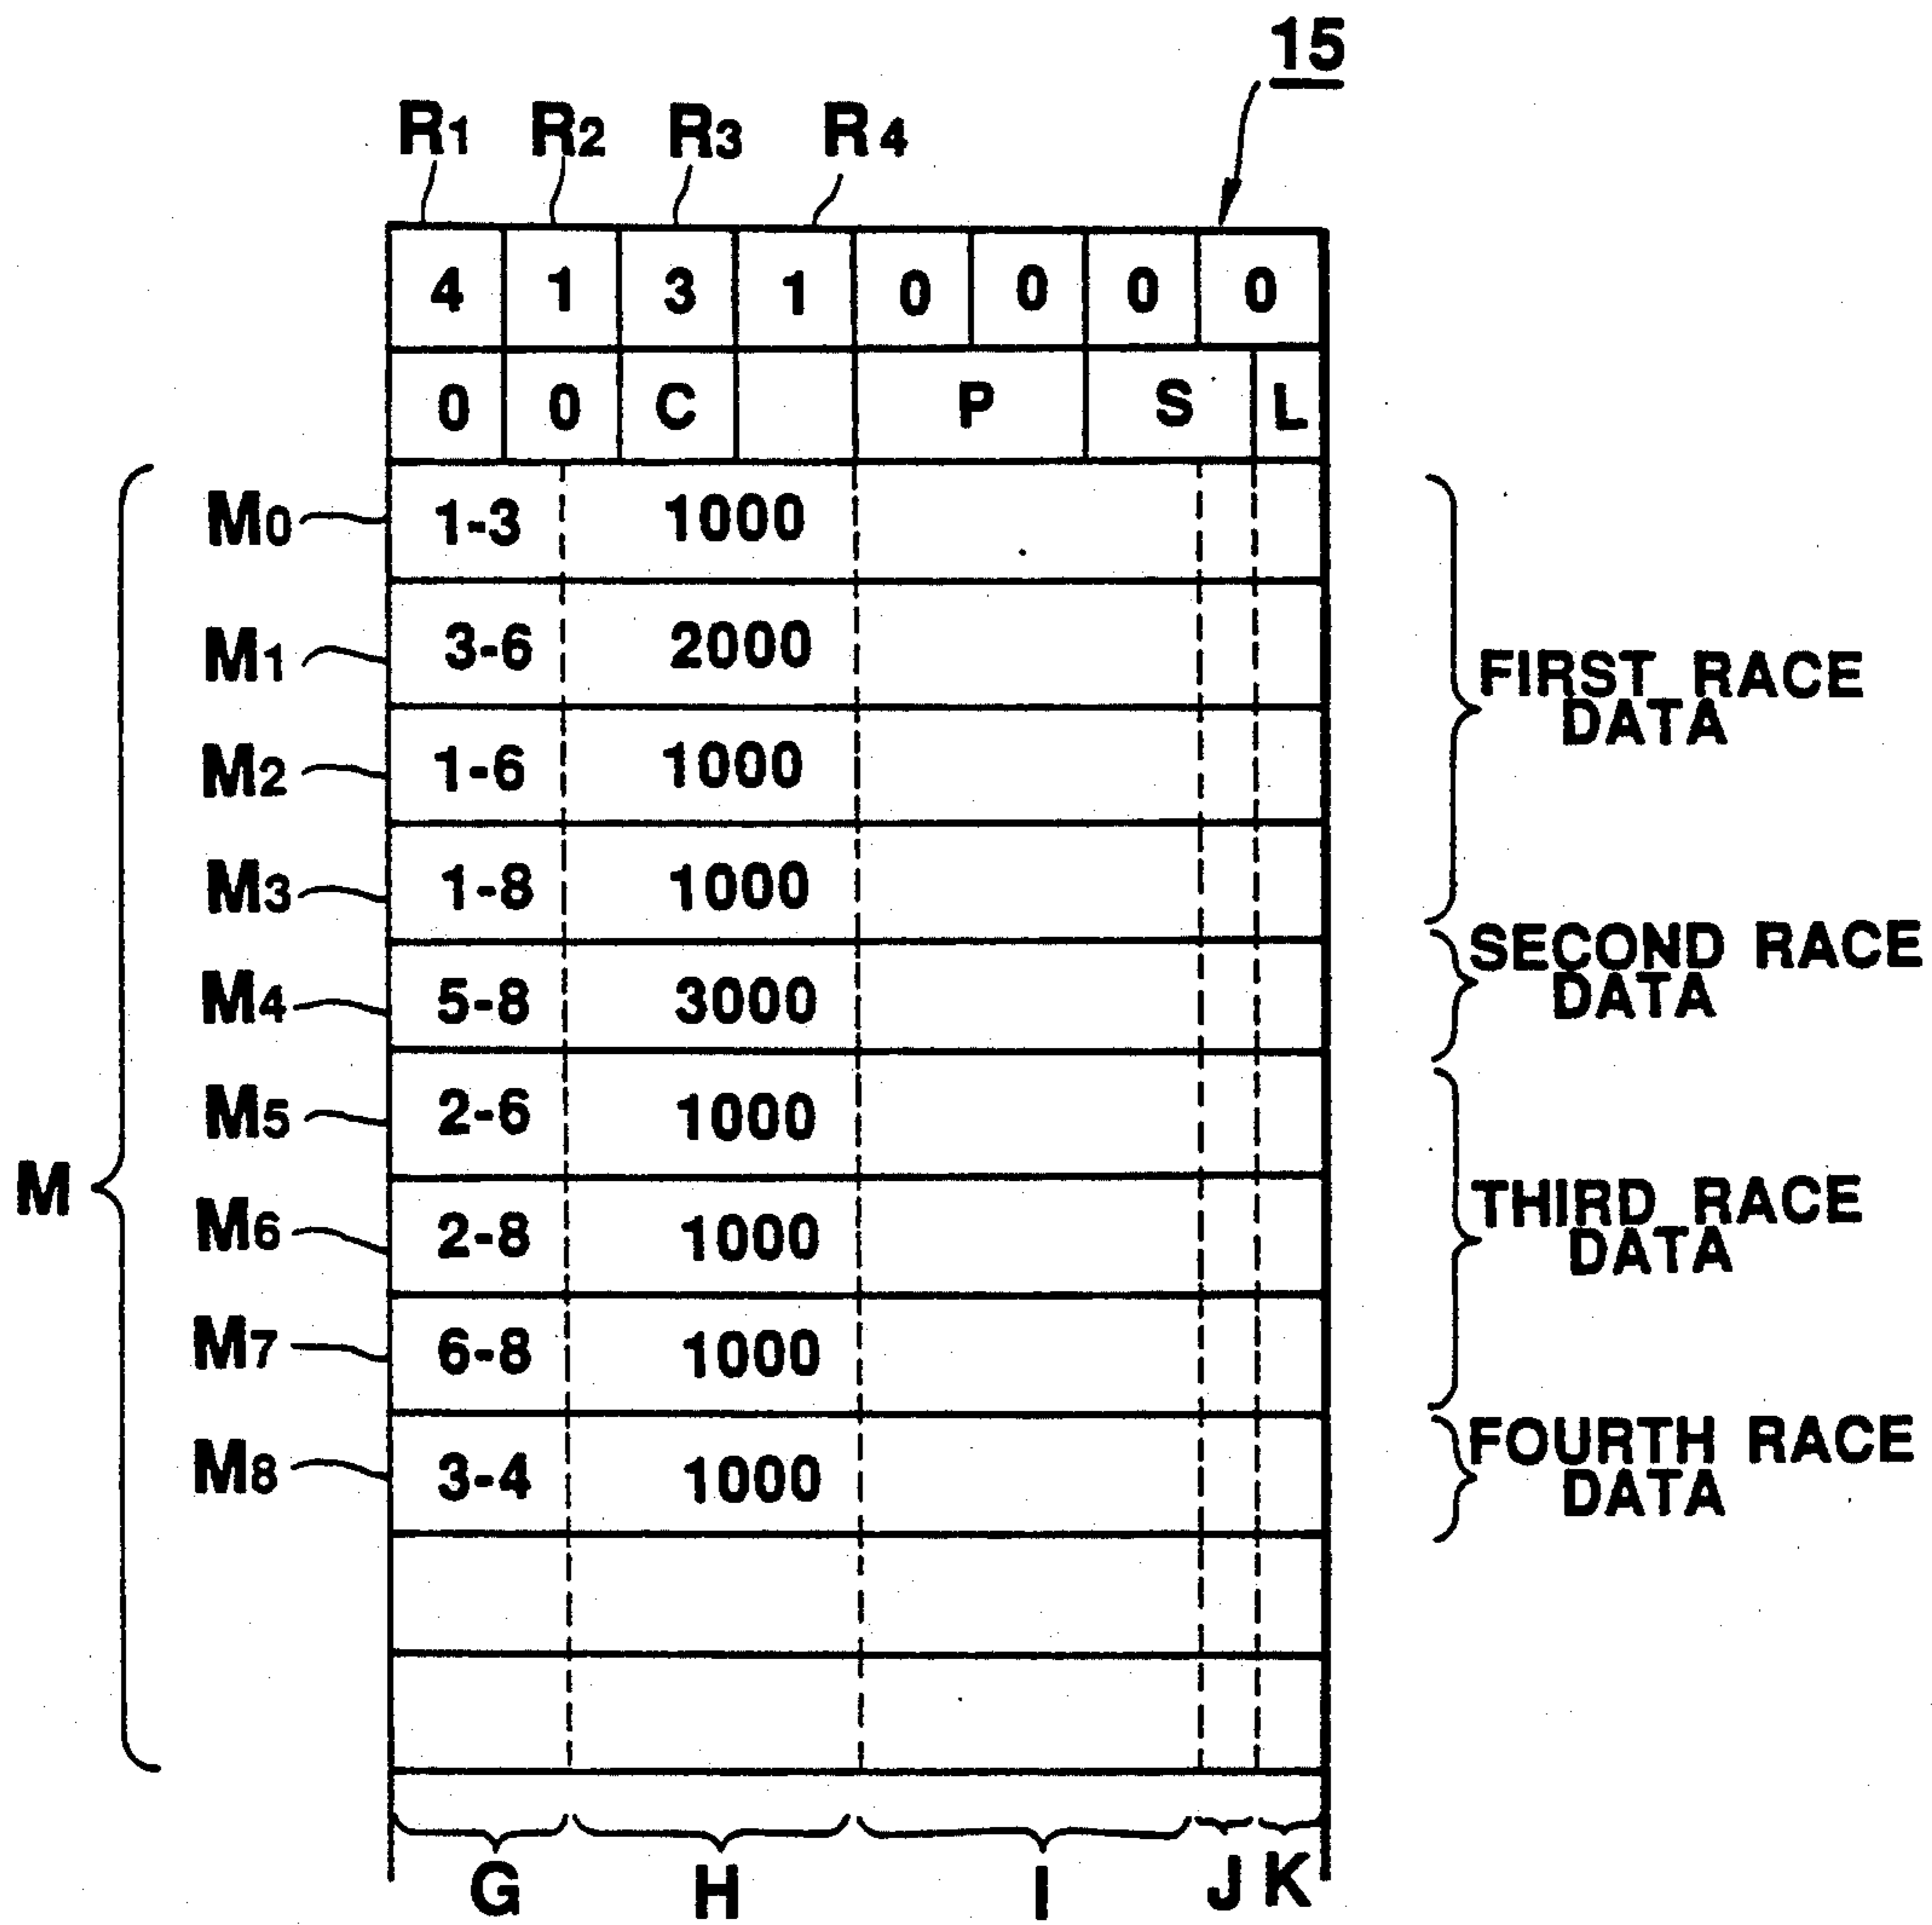 15
R1 R2 R3 R4
4 1 3 1 0 0 0 0
0 0 C P S L
M0 1-3 1000
M1 3-6 2000
M2 1-6 1000
M3 1-8 1000
FIRST RACE
DATA
M4 5-8 3000
SECOND RACE
DATA
M5 2-6 1000
M6 2-8 1000
M7 6-8 1000
THIRD RACE
DATA
M
M8 3-4 1000
FOURTH RACE
DATA
G H I J K